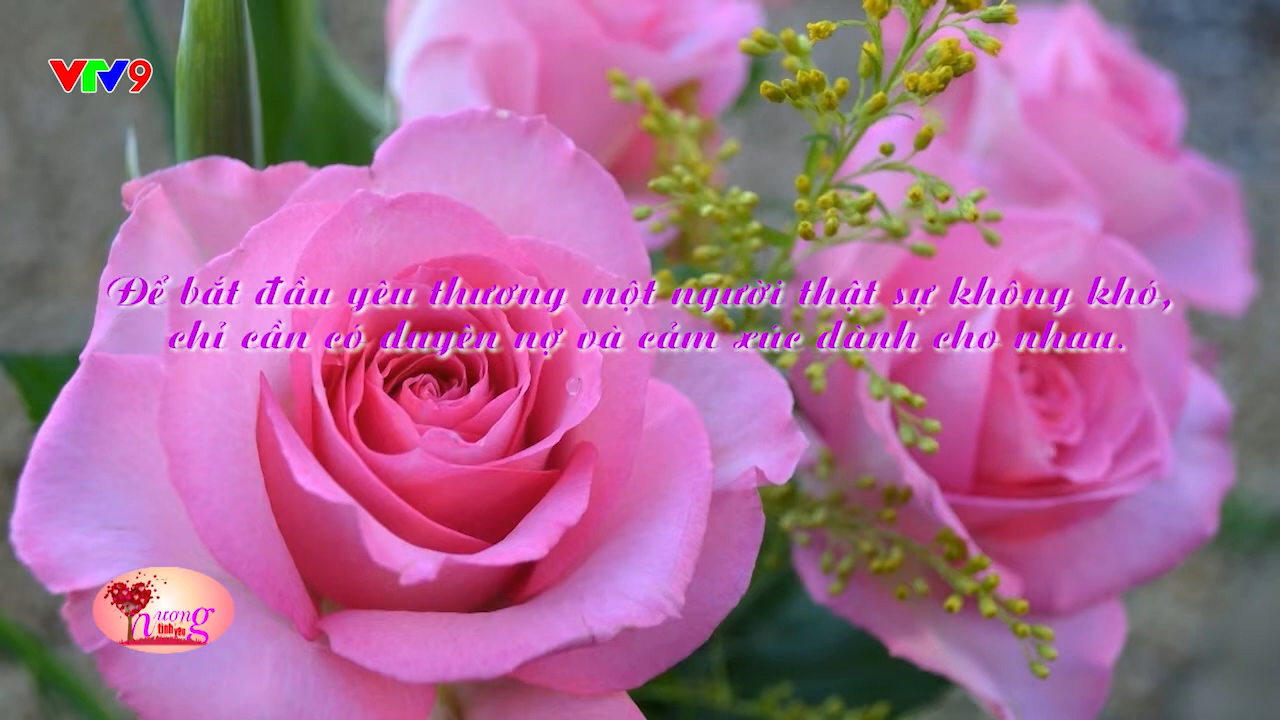 VTV9
Để bắt đầu yêu thương một người thật sự không khó,
chỉ cần có duyên nợ và cảm xúc dành cho nhau.
nương
tình yêu